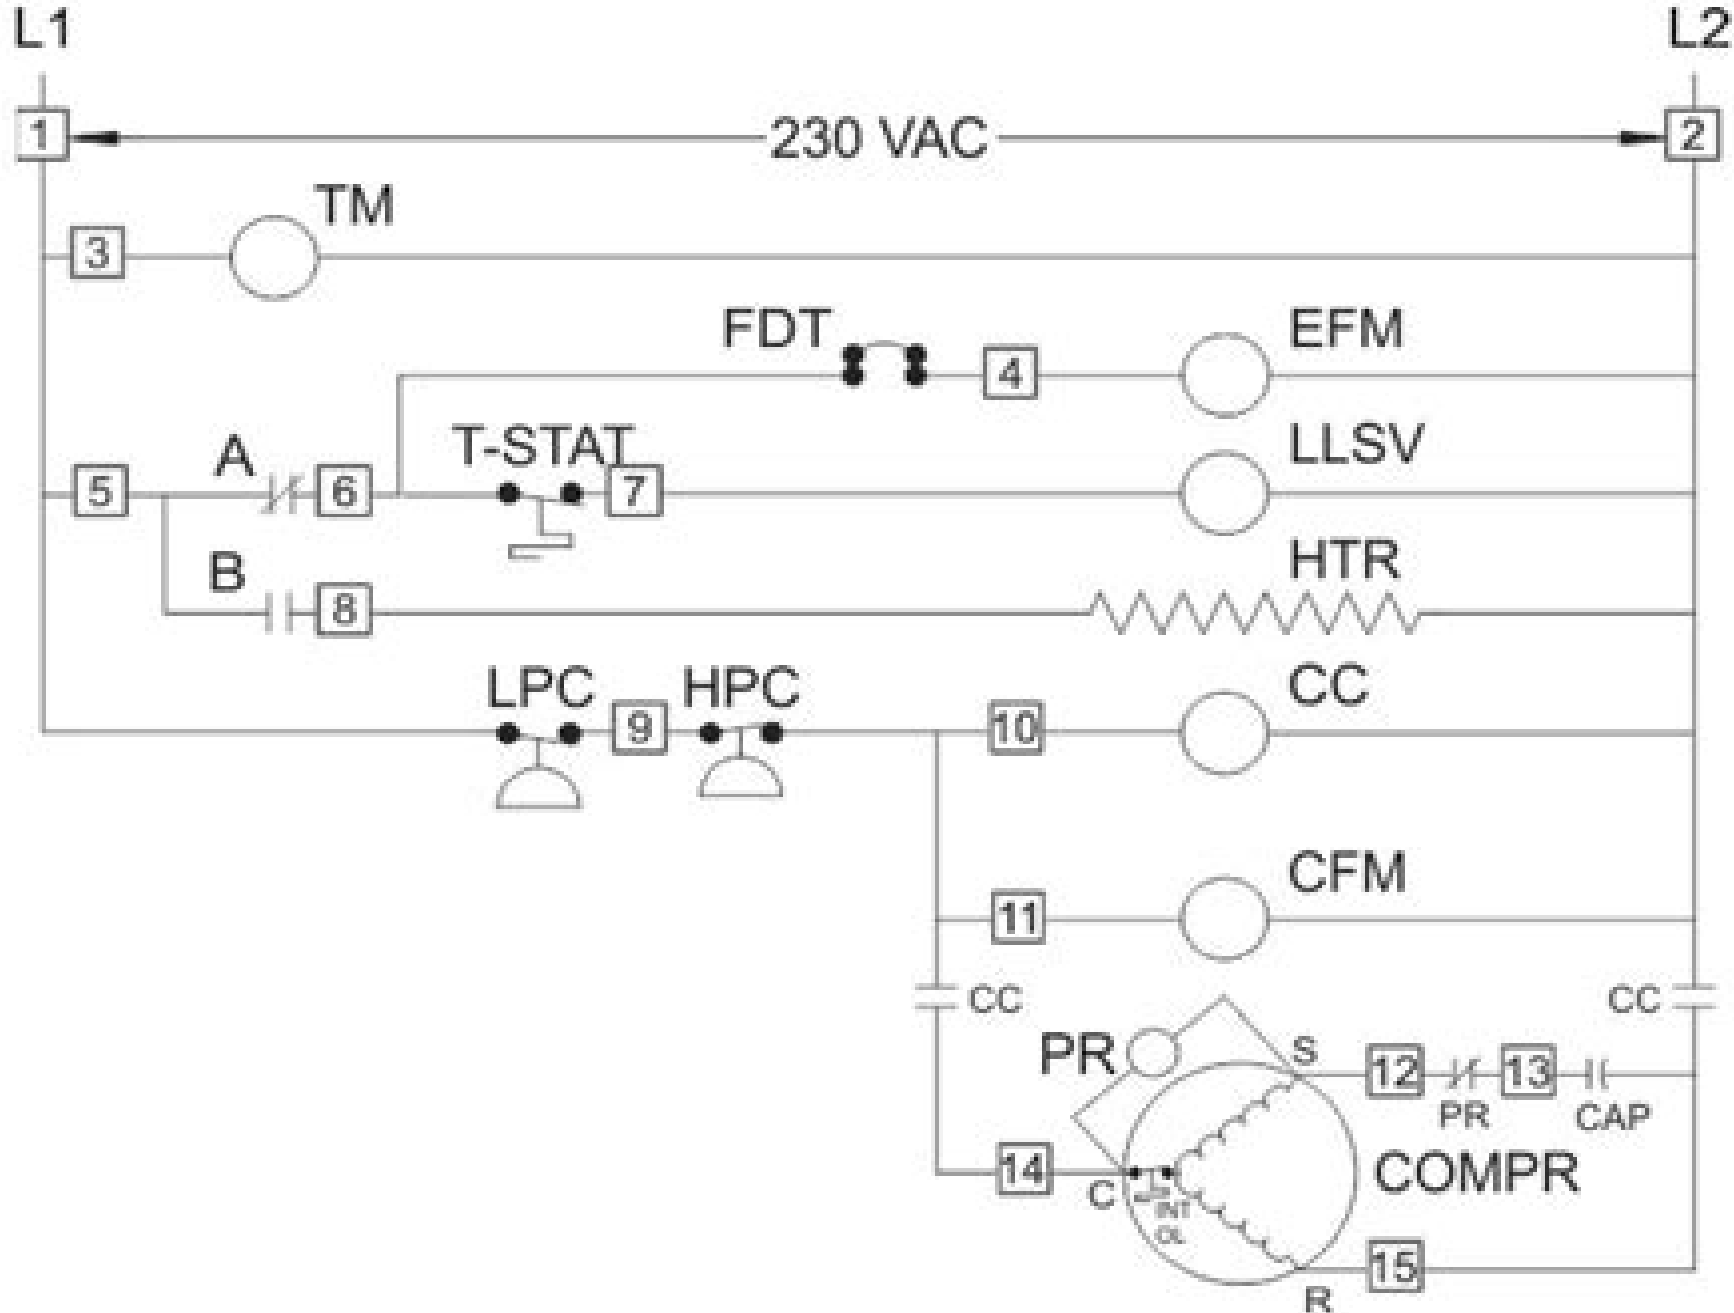 L1 L2
1 230 VAC 2
TM
3
FDT EFM
4
A T-STAT LLSV
5 6 7
B HTR
8
LPC HPC CC
9 10
CFM
11
CC CC
PR S 12 13
PR CAP
14 COMPR
C INT
OL
15
R